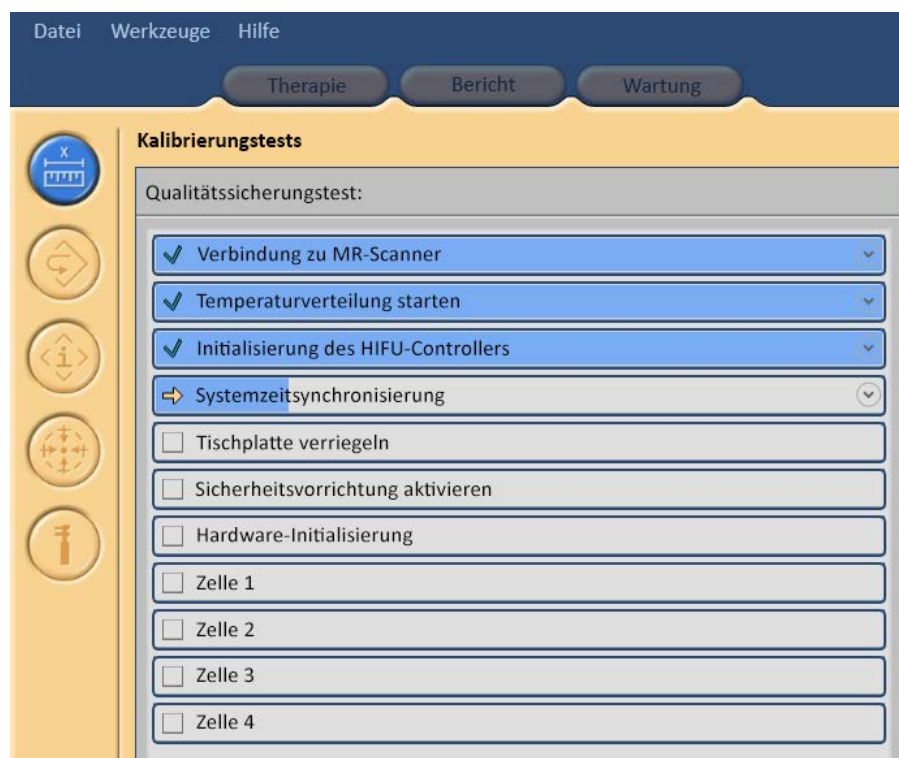 Datei Werkzeuge Hilfe
Therapie Bericht Wartung
X
Kalibrierungstests
Qualitätssicherungstest:
Verbindung zu MR-Scanner
Temperaturverteilung starten
Initialisierung des HIFU-Controllers
Systemzeitsynchronisierung
Tischplatte verriegeln
Sicherheitsvorrichtung aktivieren
Hardware-Initialisierung
Zelle 1
Zelle 2
Zelle 3
Zelle 4
i